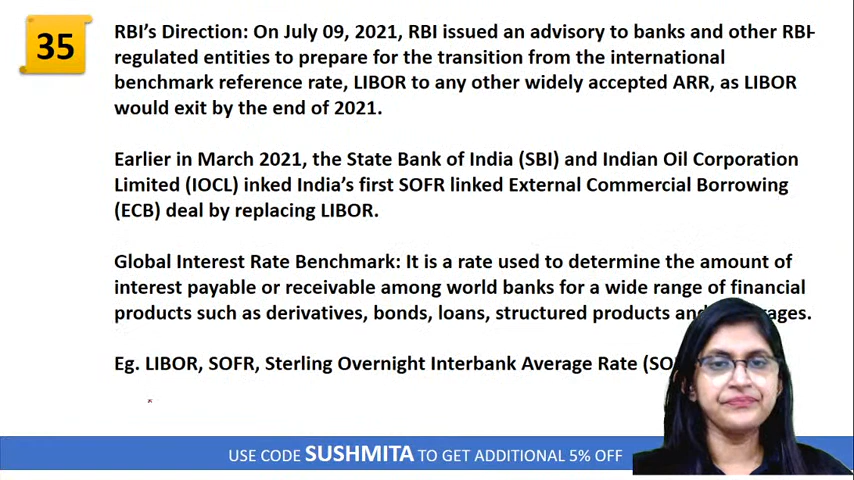 35
RBI's Direction: On July 09, 2021, RBI issued an advisory to banks and other RBI-
regulated entities to prepare for the transition from the international
benchmark reference rate, LIBOR to any other widely accepted ARR, as LIBOR
would exit by the end of 2021.
Earlier in March 2021, the State Bank of India (SBI) and Indian Oil Corporation
Limited (IOCL) inked India's first SOFR linked External Commercial Borrowing
(ECB) deal by replacing LIBOR.
Global Interest Rate Benchmark: It is a rate used to determine the amount of
interest payable or receivable among world banks for a wide range of financial
products such as derivatives, bonds, loans, structured products and
Eg. LIBOR, SOFR, Sterling Overnight Interbank Average Rate
USE CODE SUSHMITA TO GET ADDITIONAL 5% OFF